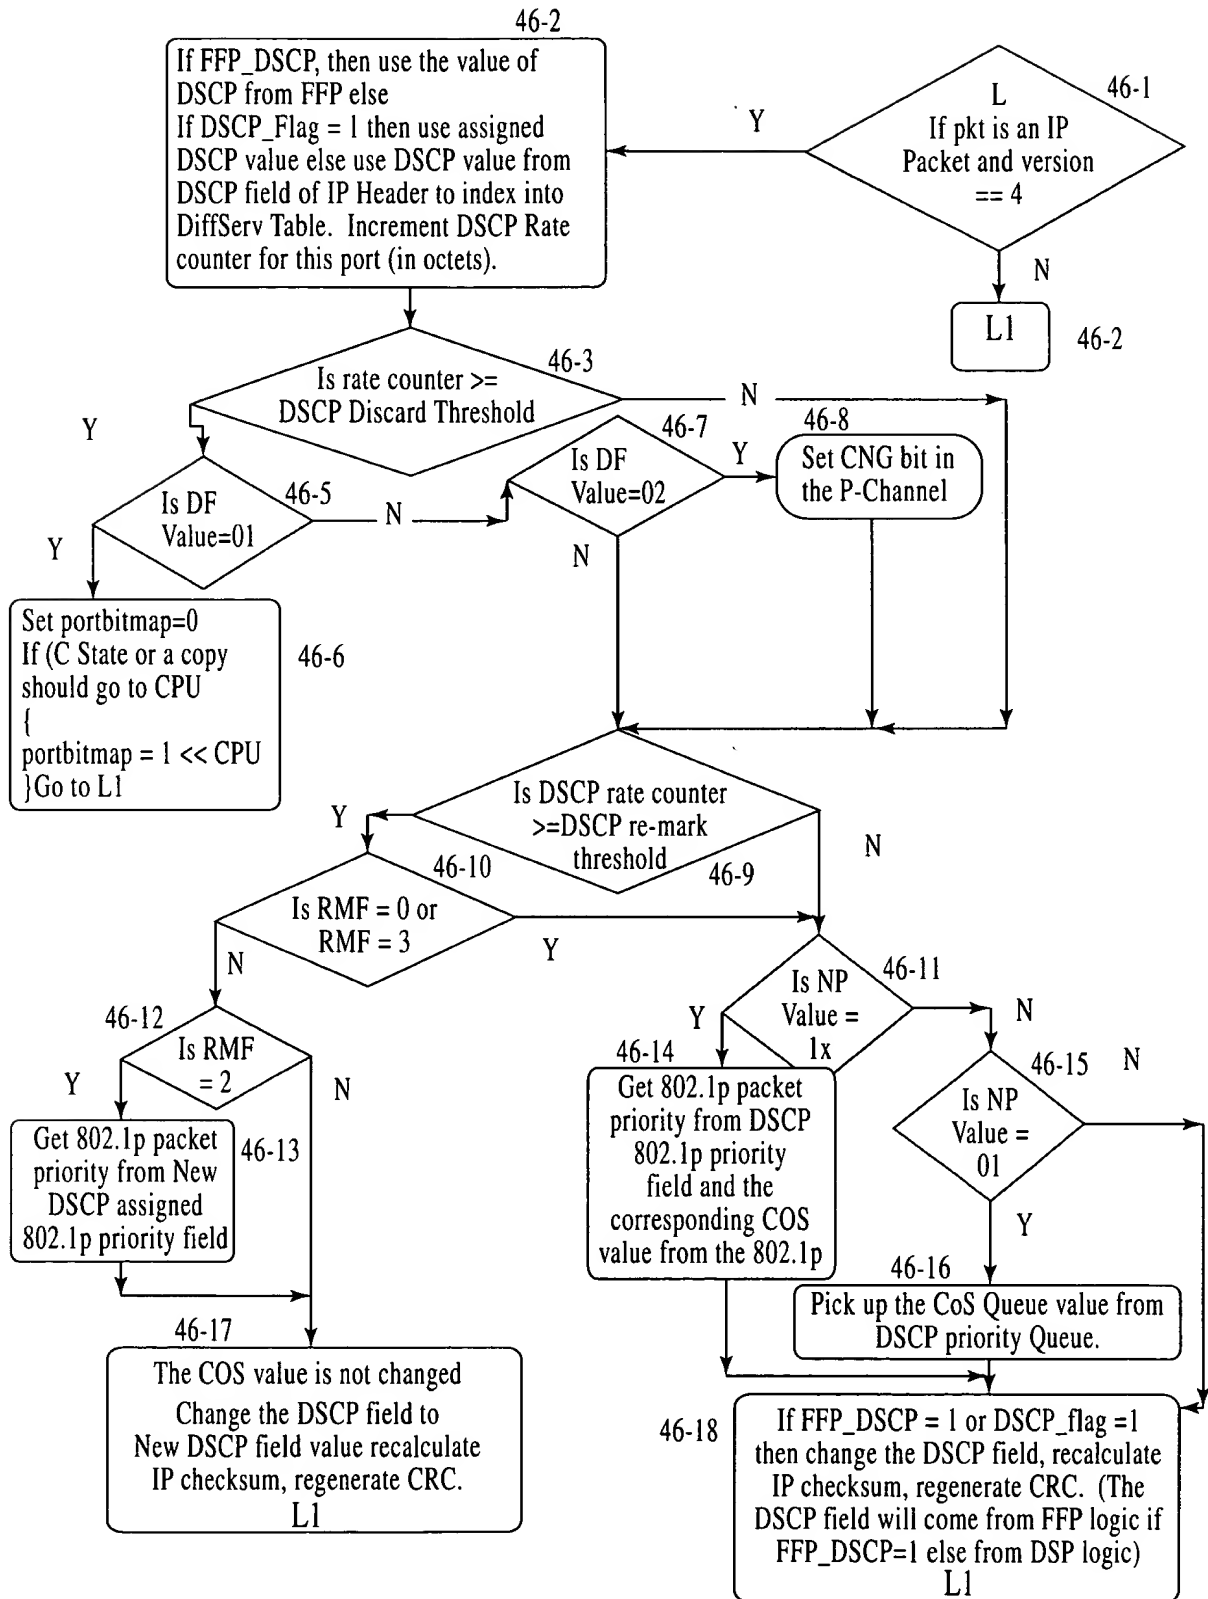 46-2
If FFP_DSCP, then use the value of
DSCP from FFP else
If DSCP_Flag = 1 then use assigned
DSCP value else use DSCP value from
DSCP field of IP Header to index into
DiffServ Table. Increment DSCP Rate
counter for this port (in octets).
46-1
L
If pkt is an IP
Packet and version
== 4
Y
N
L1
46-2
46-3
Is rate counter >=
DSCP Discard Threshold
N
Y
46-5
Is DF
Value=01
N
Y
46-7
Is DF
Value=02
Y
N
46-8
Set CNG bit in
the P-Channel
Set portbitmap=0
If (C State or a copy
should go to CPU
{
portbitmap = 1 << CPU
}Go to L1
46-6
Is DSCP rate counter
>=DSCP re-mark
threshold
46-9
Y
N
46-10
Is RMF = 0 or
RMF = 3
N
Y
46-11
Is NP
Value =
1x
Y
N
46-12
Is RMF
= 2
Y
N
Get 802.1p packet
priority from New
DSCP assigned
802.1p priority field
46-13
46-14
Get 802.1p packet
priority from DSCP
802.1p priority
field and the
corresponding COS
value from the 802.1p
46-15
Is NP
Value =
01
N
Y
46-16
Pick up the CoS Queue value from
DSCP priority Queue.
46-17
The COS value is not changed
Change the DSCP field to
New DSCP field value recalculate
IP checksum, regenerate CRC.
L1
46-18
If FFP_DSCP = 1 or DSCP_flag =1
then change the DSCP field, recalculate
IP checksum, regenerate CRC. (The
DSCP field will come from FFP logic if
FFP_DSCP=1 else from DSP logic)
L1